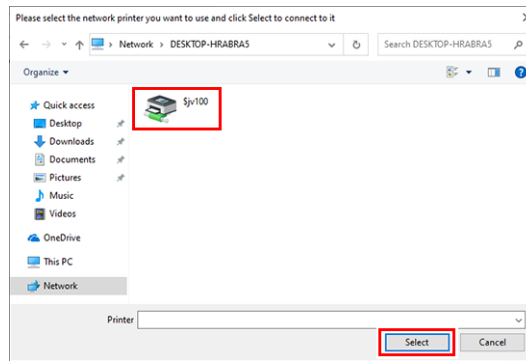 Please select the network printer you want to use and click Select to connect to it
Network > DESKTOP-HRABRA5
Search DESKTOP-HRABRA5
Organize
Quick access
$jv100
Desktop
Downloads
Documents
Pictures
Music
Videos
OneDrive
This PC
Network
Printer
Select
Cancel